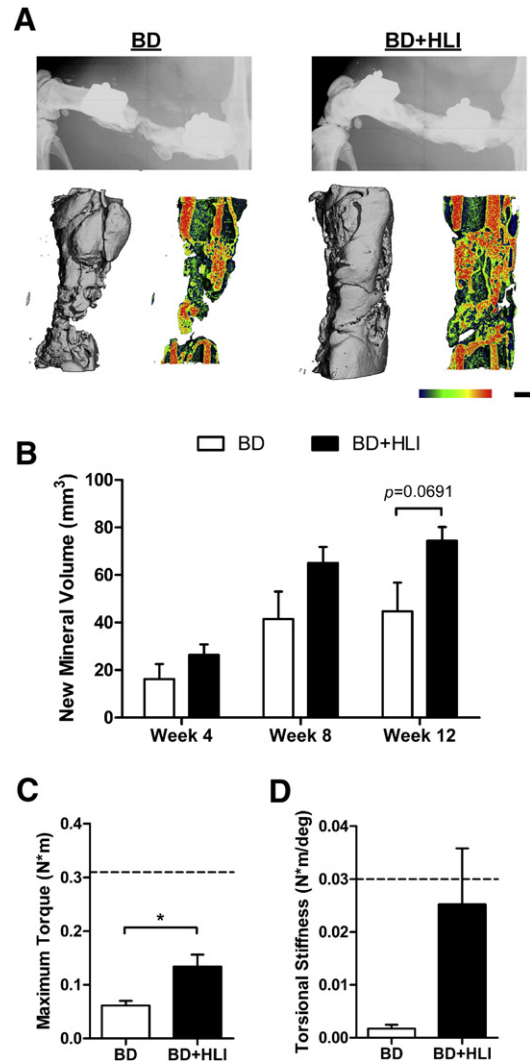 A
BD
BD+HLI
B
BD
BD+HLI
New Mineral Volume (mm³)
100
80
60
40
20
0
p=0.0691
Week 4
Week 8
Week 12
C
Maximum Torque (N*m)
0.4
0.3
0.2
0.1
0.0
*
BD
BD+HLI
D
Torsional Stiffness (N*m/deg)
0.04
0.03
0.02
0.01
0.00
BD
BD+HLI